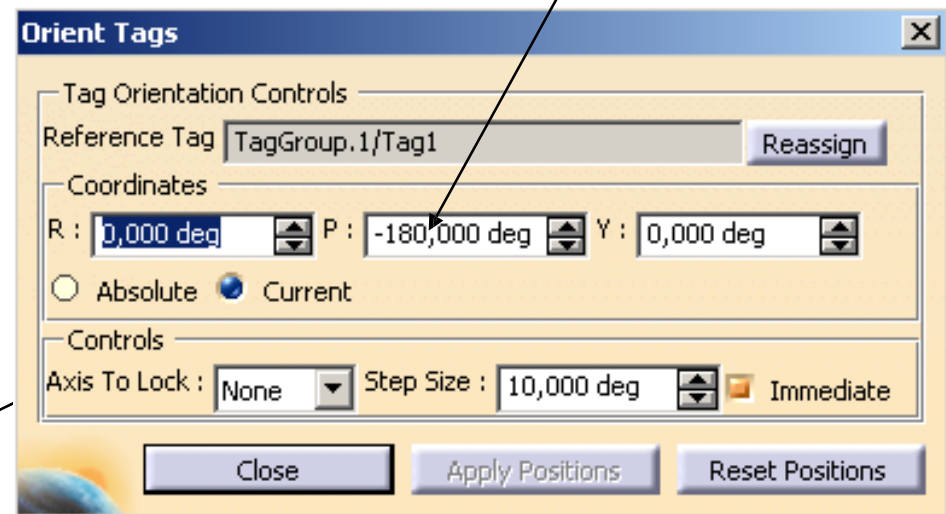 Orient Tags
Tag Orientation Controls
Reference Tag TagGroup.1/Tag1 Reassign
Coordinates
R : 0,000 deg P : -180,000 deg Y : 0,000 deg
Absolute Current
Controls
Axis To Lock : None Step Size : 10,000 deg Immediate
Close Apply Positions Reset Positions